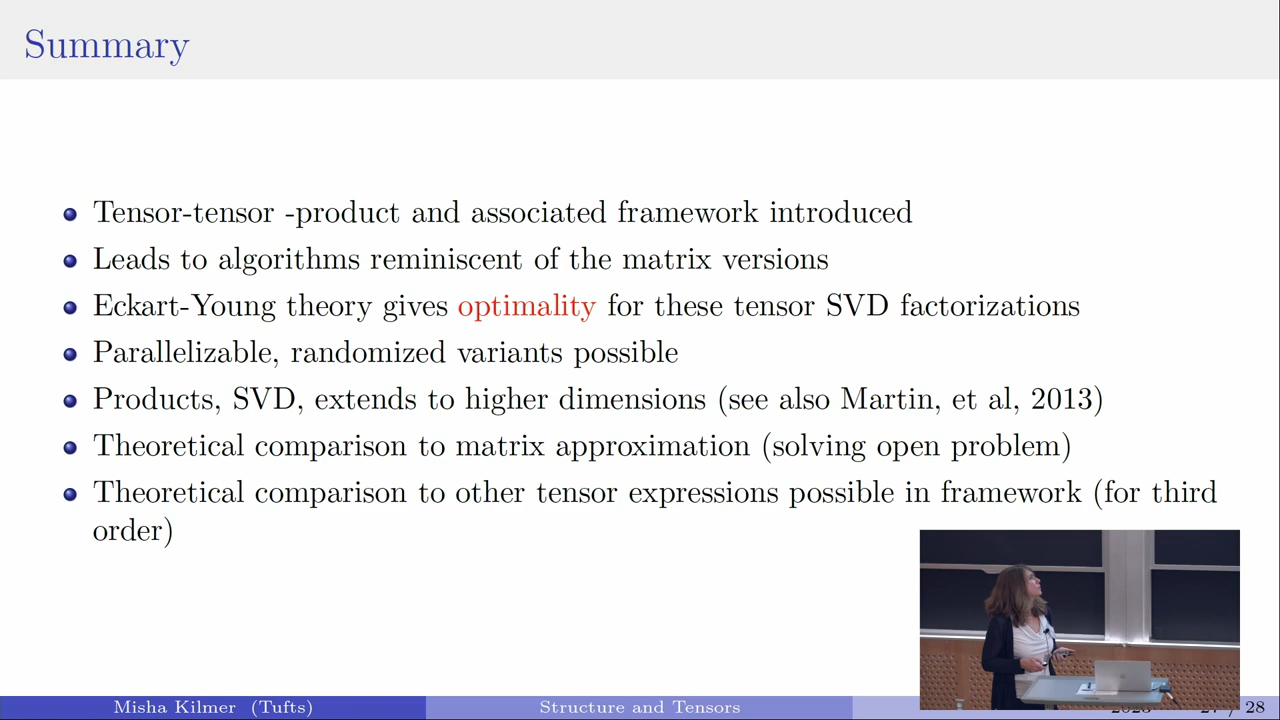 Summary
Tensor-tensor -product and associated framework introduced
Leads to algorithms reminiscent of the matrix versions
Eckart-Young theory gives optimality for these tensor SVD factorizations
Parallelizable, randomized variants possible
Products, SVD, extends to higher dimensions (see also Martin, et al, 2013)
Theoretical comparison to matrix approximation (solving open problem)
Theoretical comparison to other tensor expressions possible in framework (for third
order)
Misha Kilmer (Tufts) Structure and Tensors / 28